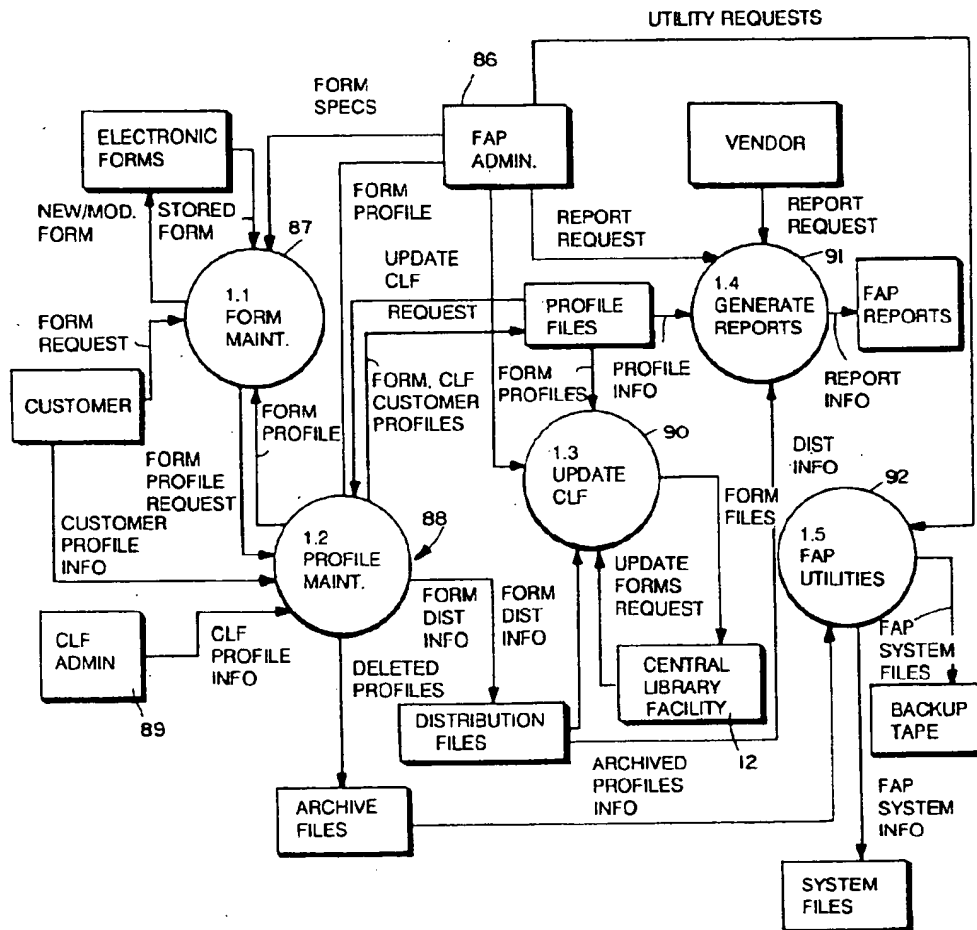 UTILITY REQUESTS
86
FORM
SPECS
ELECTRONIC
FORMS
FAP
ADMIN.
VENDOR
NEW/MOD.
FORM
STORED
FORM
87
FORM
PROFILE
REPORT
REQUEST
REPORT
REQUEST
91
1.1
FORM
MAINT.
UPDATE
CLF
REQUEST
PROFILE
FILES
1.4
GENERATE
REPORTS
FAP
REPORTS
FORM
REQUEST
PROFILE
INFO
REPORT
INFO
CUSTOMER
FORM
PROFILE
FORM, CLF
CUSTOMER
PROFILES
FORM
PROFILES
90
FORM
PROFILE
REQUEST
1.3
UPDATE
CLF
DIST
INFO
92
CUSTOMER
PROFILE
INFO
88
FORM
FILES
1.2
PROFILE
MAINT.
1.5
FAP
UTILITIES
UPDATE
FORMS
REQUEST
FORM
DIST
INFO
FORM
DIST
INFO
CLF
ADMIN
CLF
PROFILE
INFO
FAP
SYSTEM
FILES
89
DELETED
PROFILES
CENTRAL
LIBRARY
FACILITY
12
DISTRIBUTION
FILES
BACKUP
TAPE
ARCHIVED
PROFILES
INFO
ARCHIVE
FILES
FAP
SYSTEM
INFO
SYSTEM
FILES